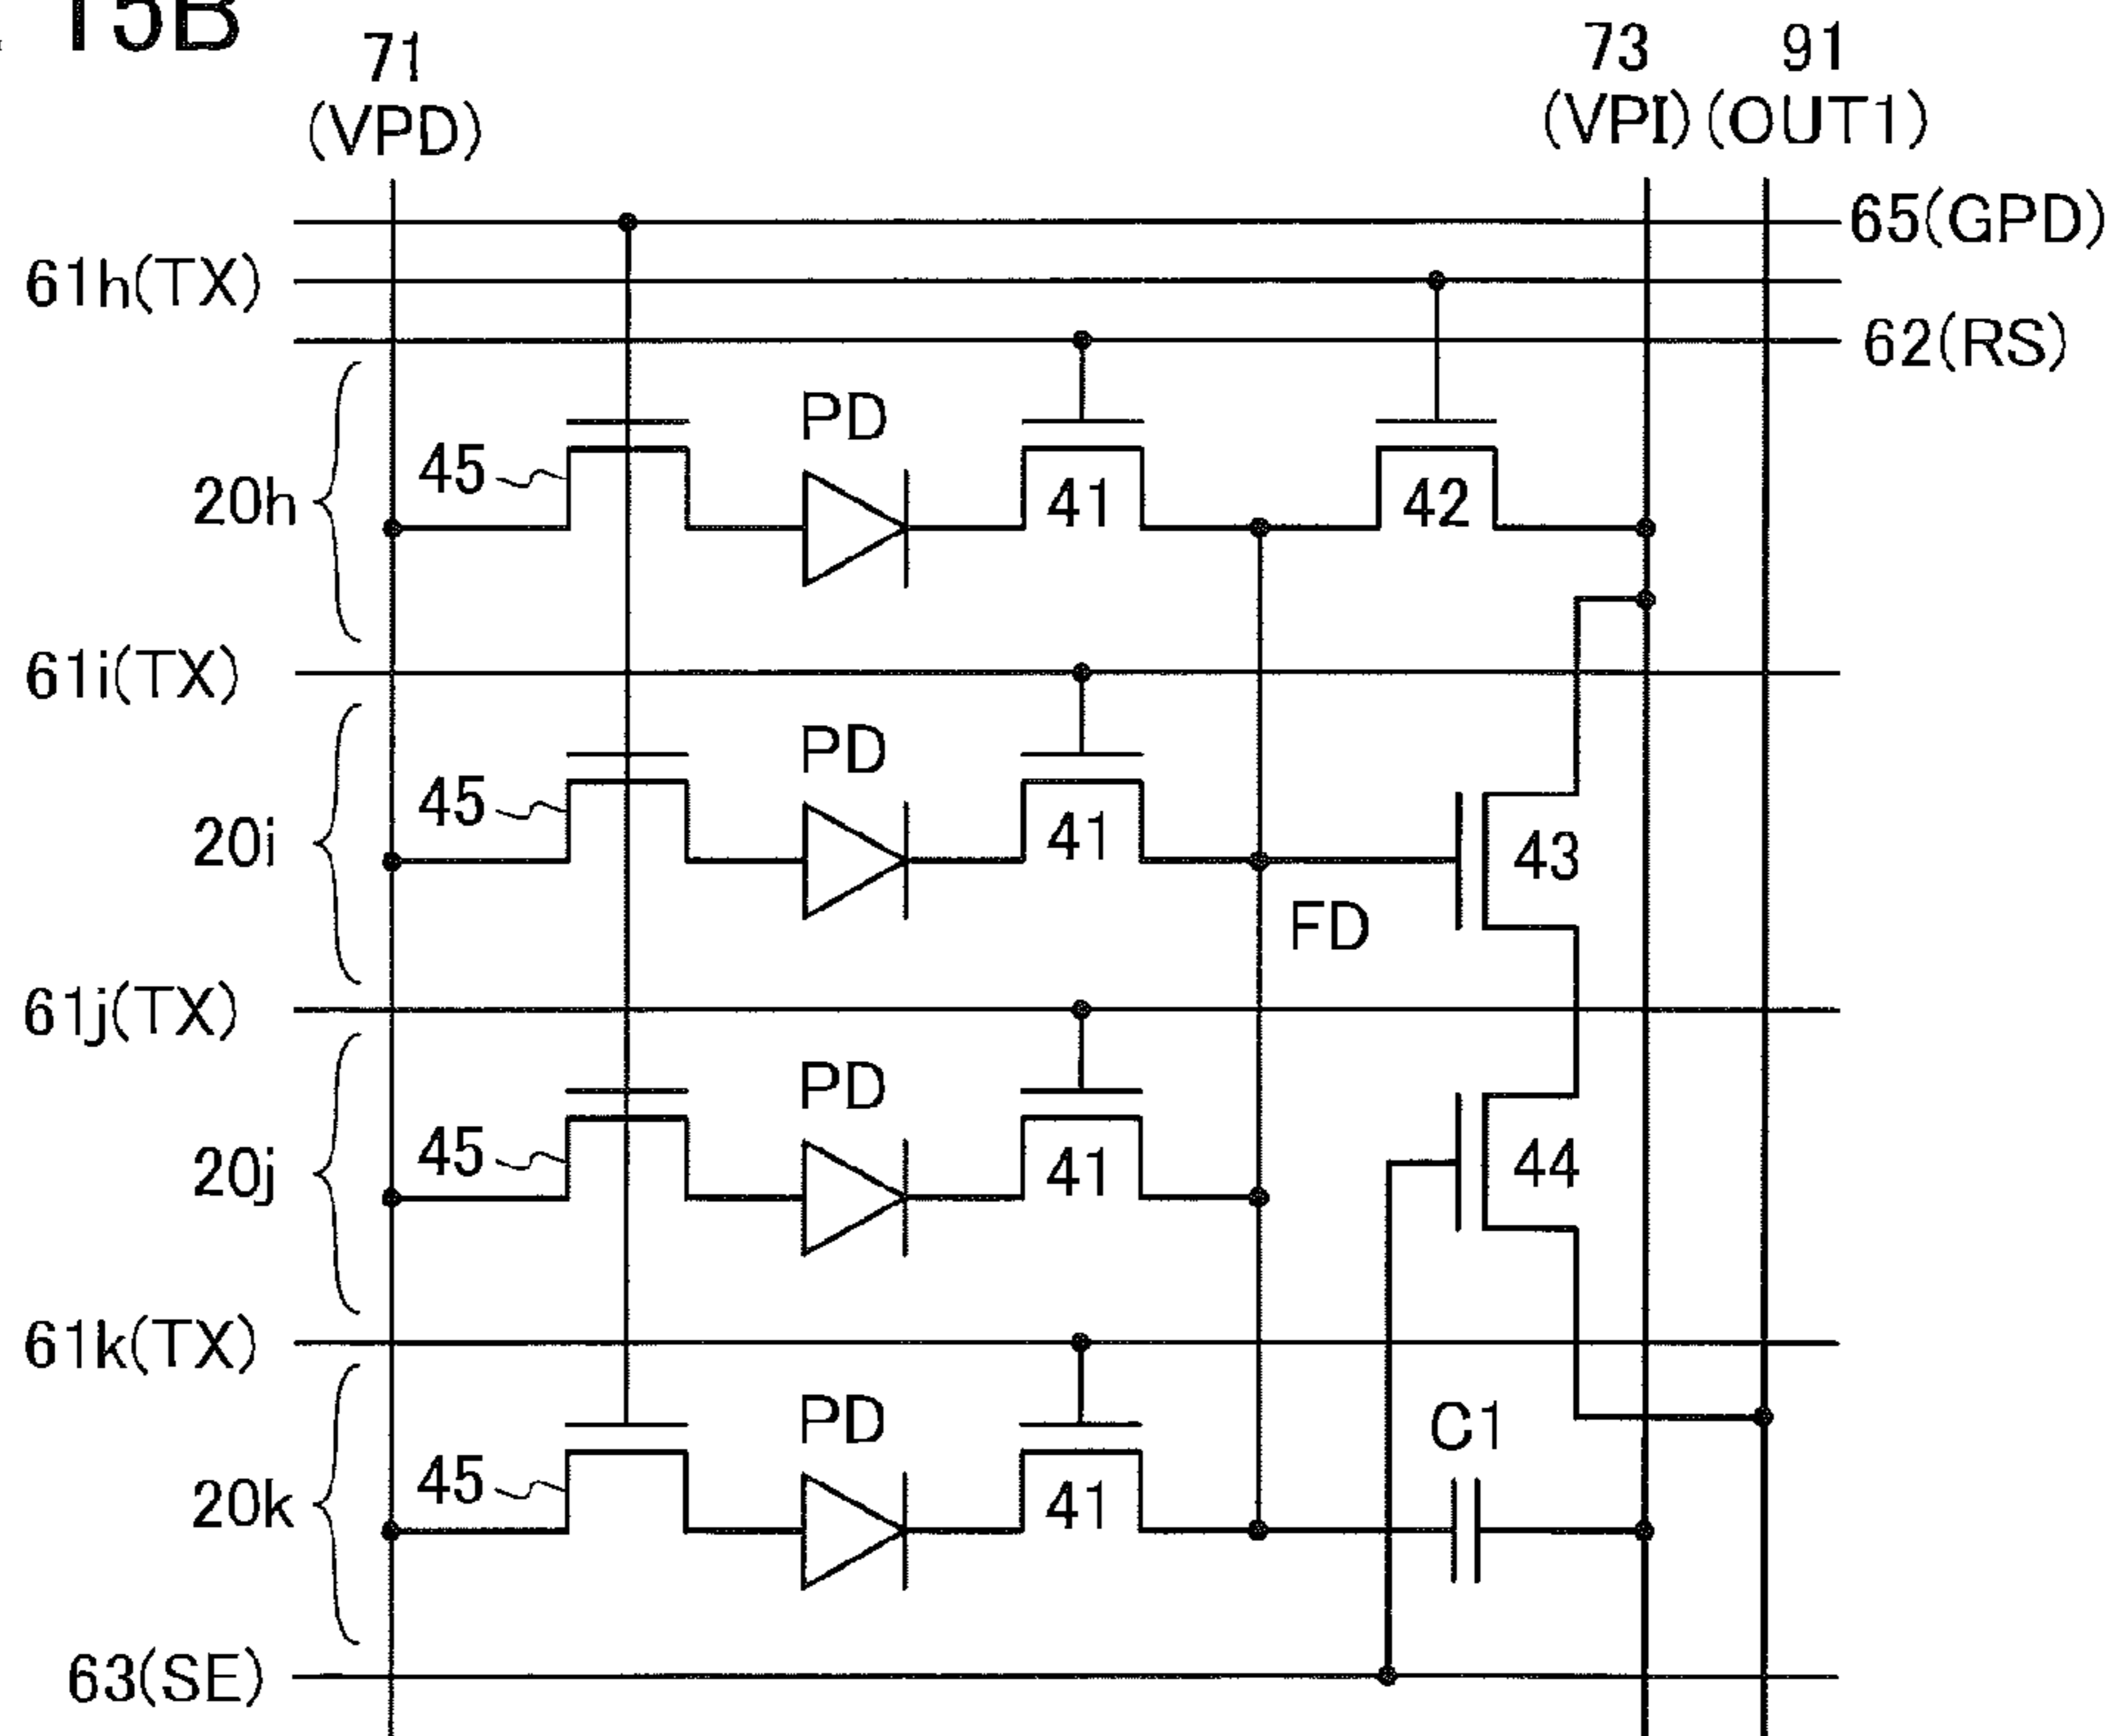 15B
71
(VPD)
73
(VPI)
91
(OUT1)
65(GPD)
61h(TX)
62(RS)
20h
45
PD
41
42
61i(TX)
20i
45
PD
41
43
FD
61j(TX)
20j
45
PD
41
44
61k(TX)
20k
45
PD
41
C1
63(SE)